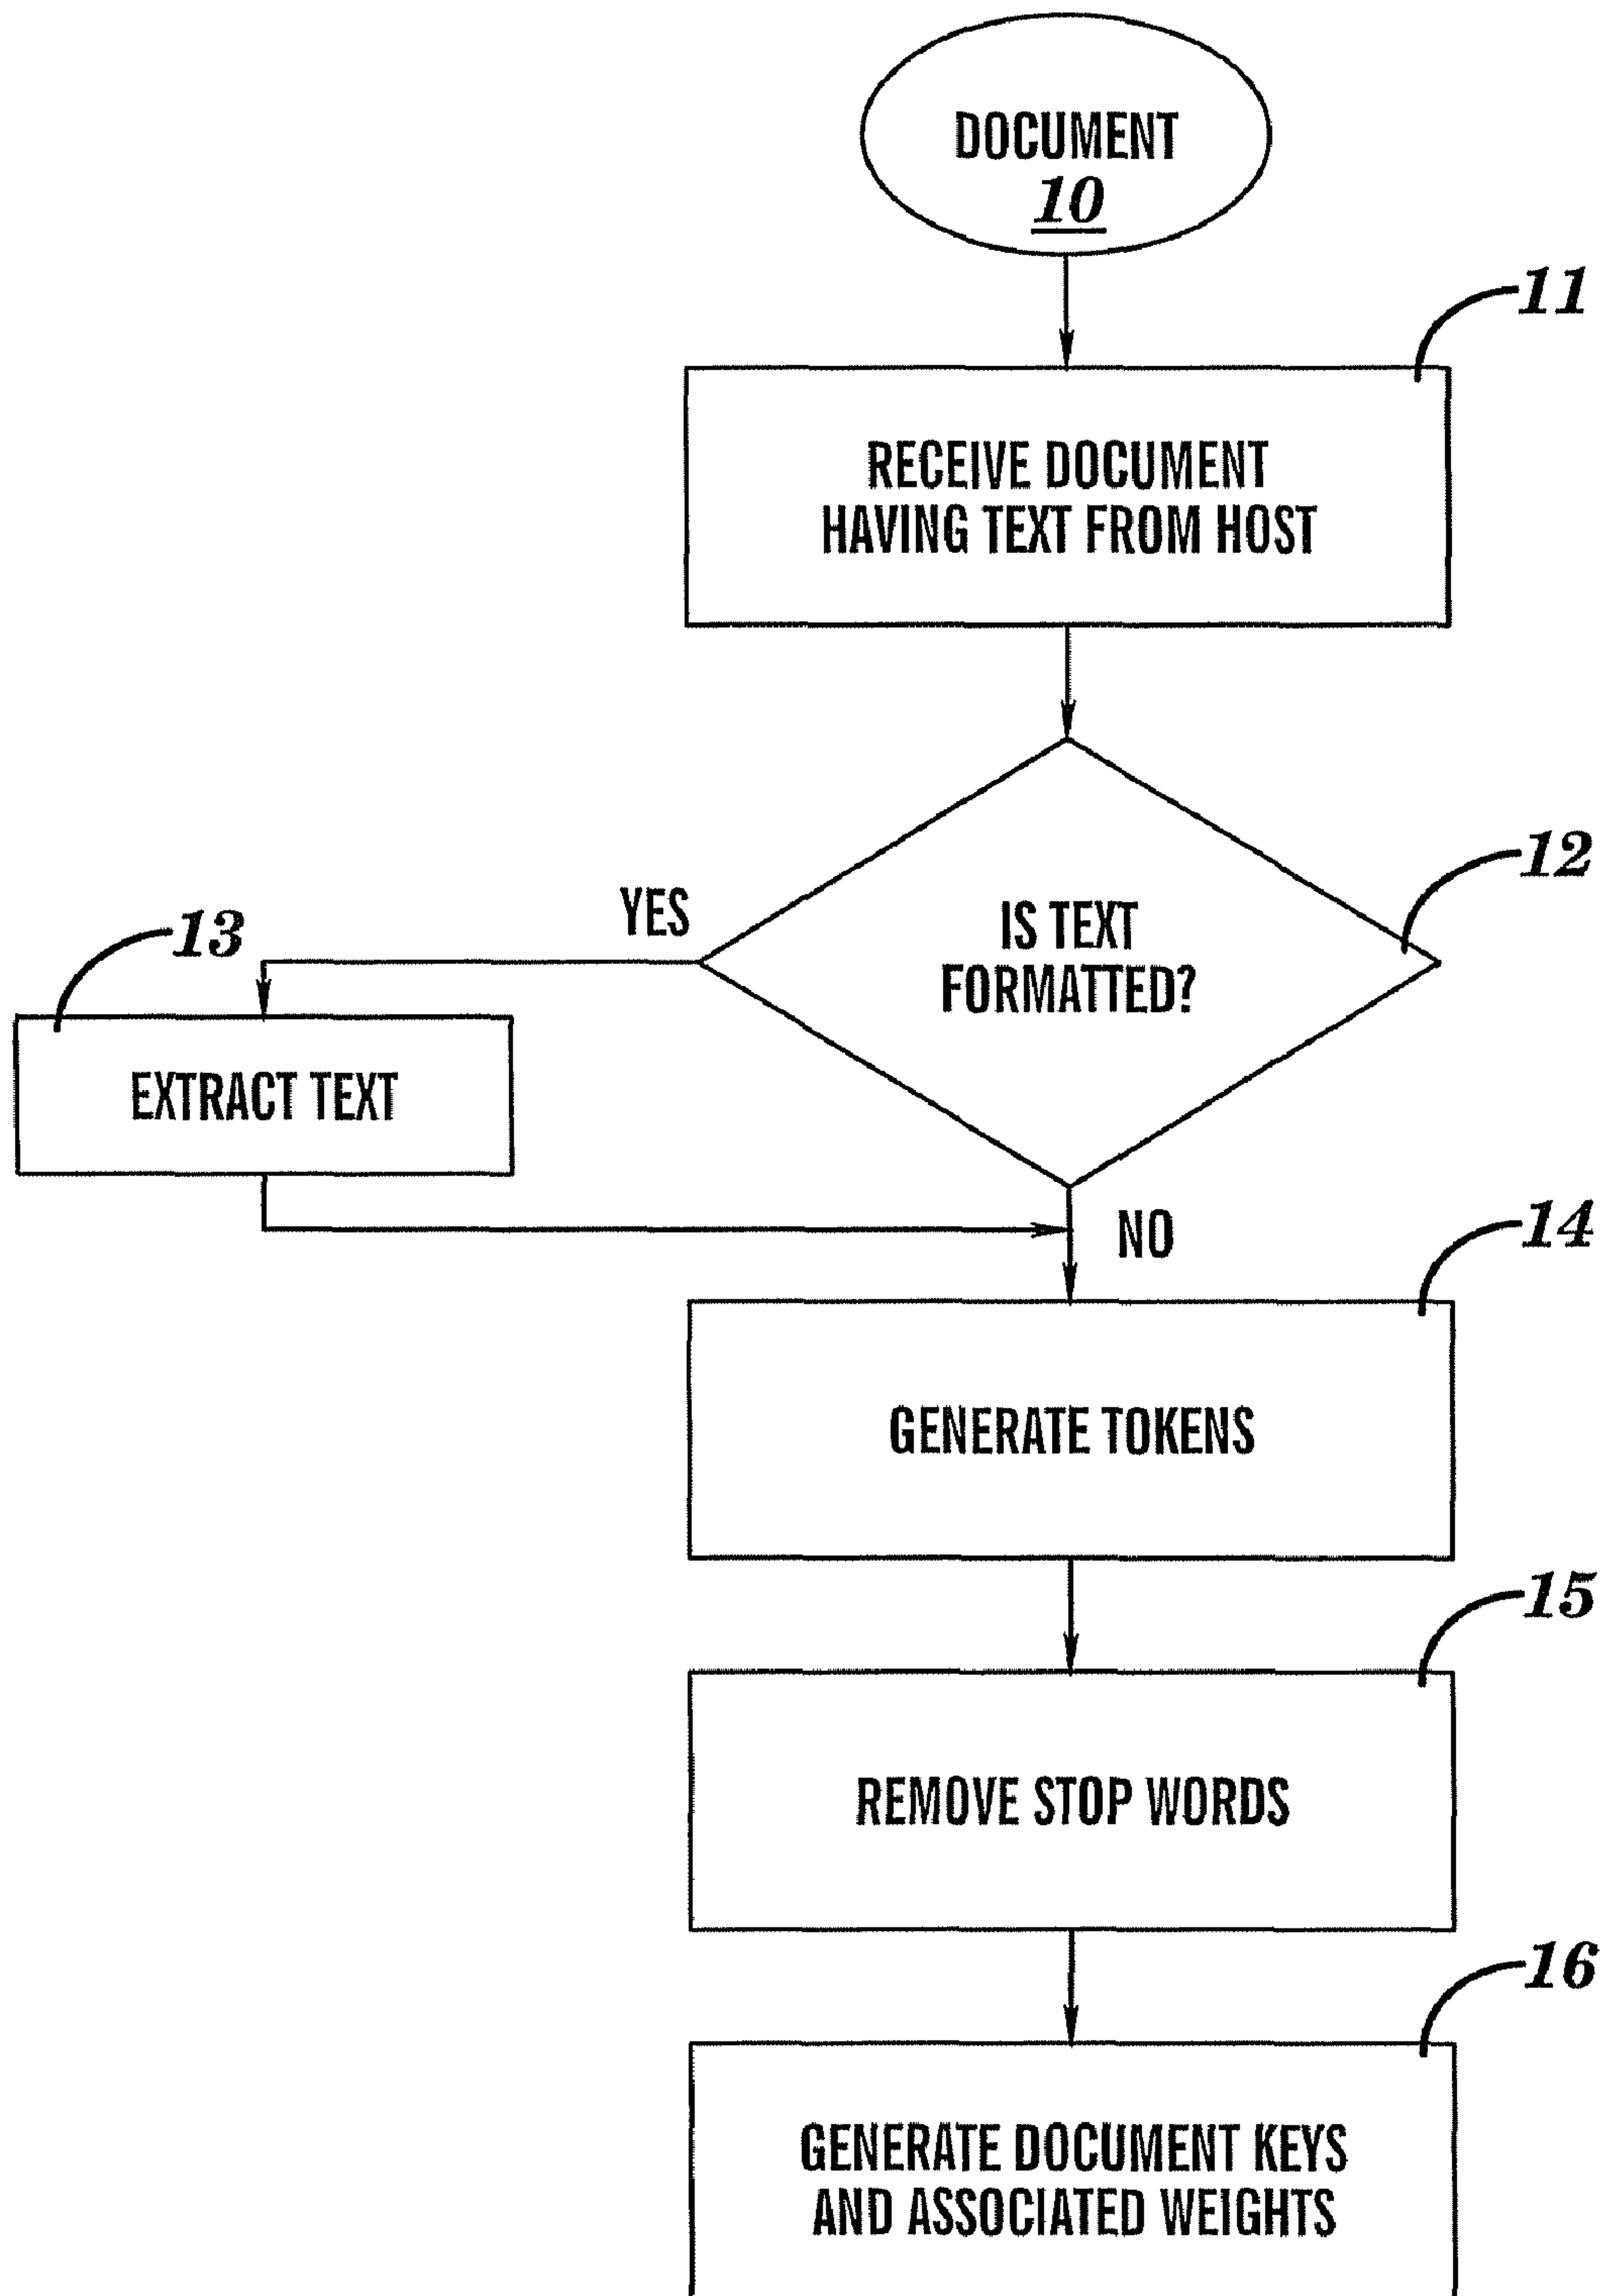 DOCUMENT
10
11
RECEIVE DOCUMENT
HAVING TEXT FROM HOST
12
IS TEXT
FORMATTED?
YES
13
EXTRACT TEXT
NO
14
GENERATE TOKENS
15
REMOVE STOP WORDS
16
GENERATE DOCUMENT KEYS
AND ASSOCIATED WEIGHTS